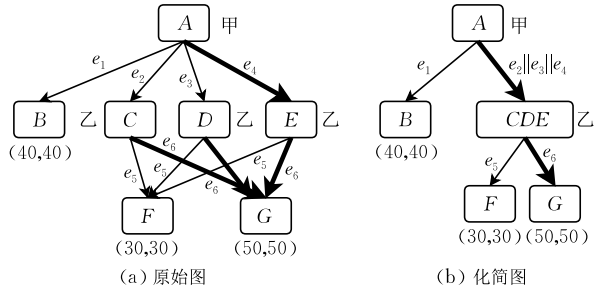 A 甲
e1 e2 e3 e4
B 乙 C D 乙 E 乙
(40,40)
e6 e5 e5 e6 e5 e6
F G
(30,30) (50,50)
(a) 原始图
A 甲
e1 e2||e3||e4
B CDE 乙
(40,40)
e5 e6
F G
(30,30)(50,50)
(b) 化简图